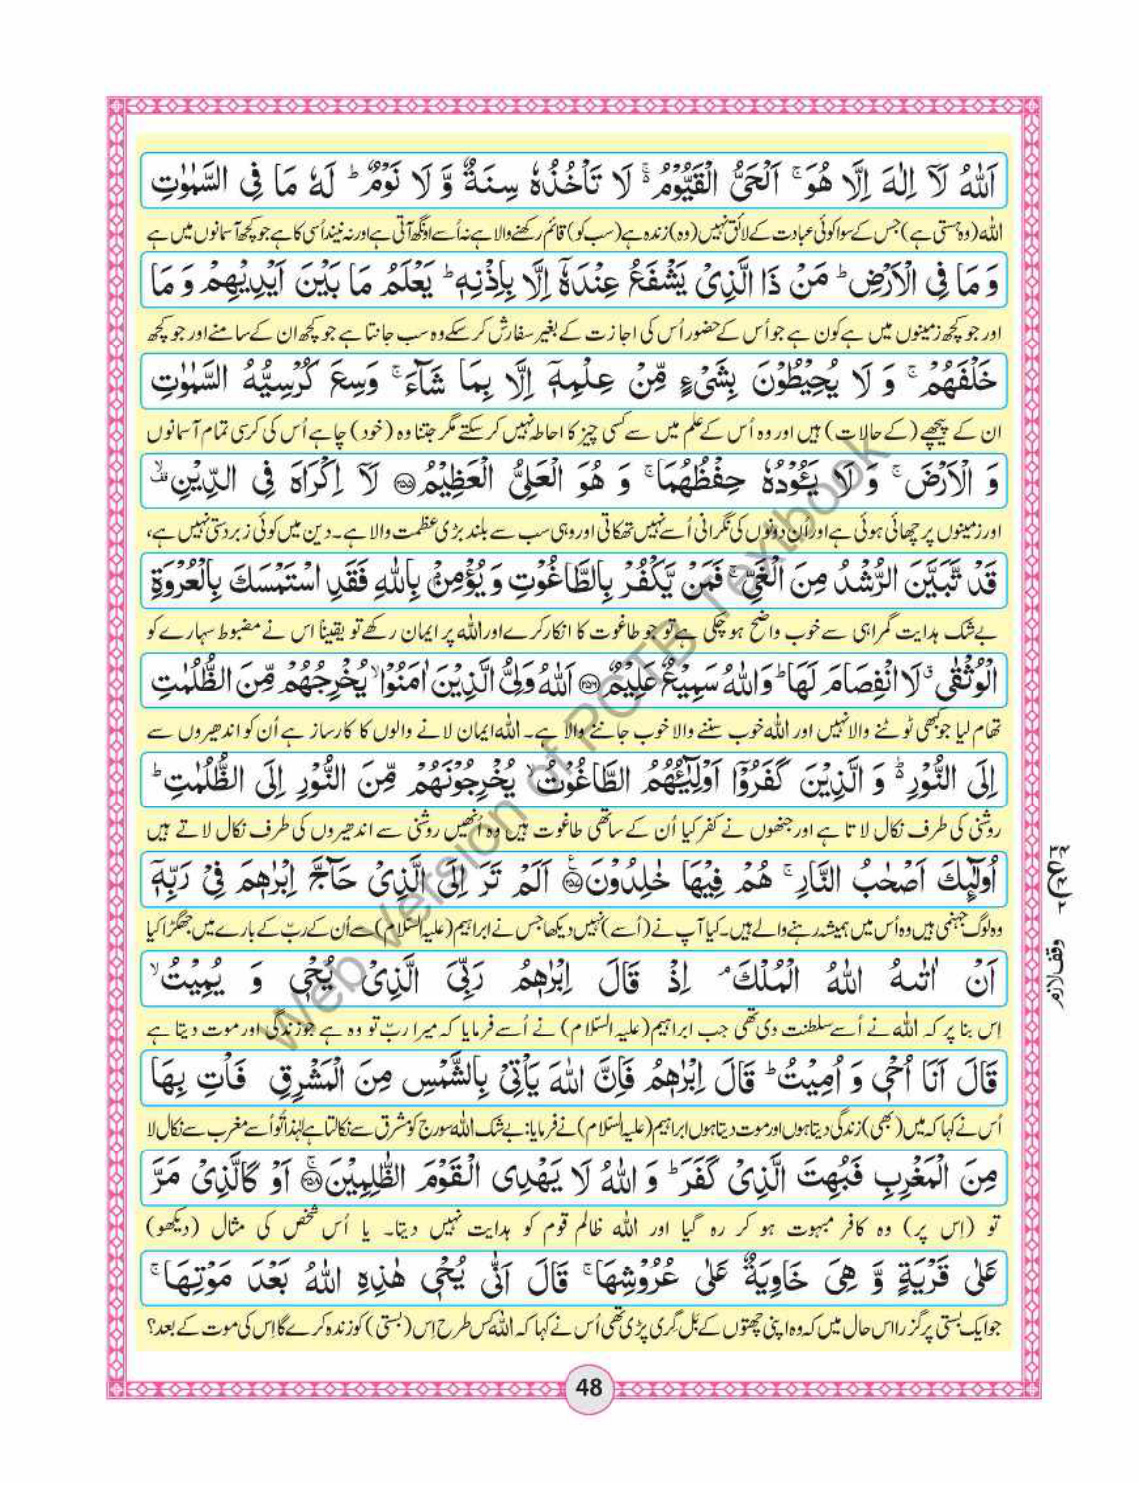 اَللّٰهُ لَاۤ اِلٰهَ اِلَّا هُوَ ۚ اَلْحَیُّ الْقَیُّوْمُ ۚ۬ لَا تَاْخُذُهٗ سِنَةٌ وَّ لَا نَوْمٌ ؕ لَهٗ مَا فِی السَّمٰوٰتِ
اللہ (وہ ہستی ہے) جس کے سوا کوئی عبادت کے لائق نہیں (وہ) زندہ ہے (سب کو) قائم رکھنے والا ہے نہ اُسے اونگھ آتی ہے اور نہ نیند اُسی کا ہے جو کچھ آسمانوں میں ہے
وَ مَا فِی الْاَرْضِ ؕ مَنْ ذَا الَّذِیْ یَشْفَعُ عِنْدَهٗۤ اِلَّا بِاِذْنِهٖ ؕ یَعْلَمُ مَا بَیْنَ اَیْدِیْهِمْ وَ مَا
اور جو کچھ زمینوں میں ہے کون ہے جو اُس کے حضور اُس کی اجازت کے بغیر سفارش کر سکے وہ سب جانتا ہے جو کچھ ان کے سامنے اور جو کچھ
خَلْفَهُمْ ۚ وَ لَا یُحِیْطُوْنَ بِشَیْءٍ مِّنْ عِلْمِهٖۤ اِلَّا بِمَا شَآءَ ۚ وَسِعَ كُرْسِیُّهُ السَّمٰوٰتِ
ان کے پیچھے (کے حالات) ہیں اور وہ اُس کے علم میں سے کسی چیز کا احاطہ نہیں کر سکتے مگر جتنا وہ (خود) چاہے اُس کی کرسی تمام آسمانوں
وَ الْاَرْضَ ۚ وَ لَا یَـُٔوْدُهٗ حِفْظُهُمَا ۚ وَ هُوَ الْعَلِیُّ الْعَظِیْمُ ﴿۲۵۵﴾ لَاۤ اِكْرَاهَ فِی الدِّیْنِ ۙ۫
اور زمینوں پر چھائی ہوئی ہے اور اُن دونوں کی نگرانی اُسے نہیں تھکاتی اور وہی سب سے بلند بڑی عظمت والا ہے۔ دین میں کوئی زبردستی نہیں ہے،
قَدْ تَّبَیَّنَ الرُّشْدُ مِنَ الْغَیِّ ۚ فَمَنْ یَّكْفُرْ بِالطَّاغُوْتِ وَ یُؤْمِنْۢ بِاللّٰهِ فَقَدِ اسْتَمْسَكَ بِالْعُرْوَةِ
بے شک ہدایت گمراہی سے خوب واضح ہو چکی ہے تو جو طاغوت کا انکار کرے اور اللہ پر ایمان رکھے تو یقیناً اس نے مضبوط سہارے کو
الْوُثْقٰی ۗ لَا انْفِصَامَ لَهَا ؕ وَاللّٰهُ سَمِیْعٌ عَلِیْمٌ ﴿۲۵۶﴾ اَللّٰهُ وَلِیُّ الَّذِیْنَ اٰمَنُوْا ۙ یُخْرِجُهُمْ مِّنَ الظُّلُمٰتِ
تھام لیا جو کبھی ٹوٹنے والا نہیں اور اللہ خوب سننے والا خوب جاننے والا ہے۔ اللہ ایمان لانے والوں کا کارساز ہے اُن کو اندھیروں سے
اِلَی النُّوْرِ ؕ۬ وَ الَّذِیْنَ كَفَرُوْۤا اَوْلِیٰٓـُٔهُمُ الطَّاغُوْتُ ۙ یُخْرِجُوْنَهُمْ مِّنَ النُّوْرِ اِلَی الظُّلُمٰتِ ؕ
روشنی کی طرف نکال لاتا ہے اور جنھوں نے کفر کیا اُن کے ساتھی طاغوت ہیں وہ انھیں روشنی سے اندھیروں کی طرف نکال لاتے ہیں
اُولٰٓىِٕكَ اَصْحٰبُ النَّارِ ۚ هُمْ فِیْهَا خٰلِدُوْنَ ﴿۲۵۷﴾ اَلَمْ تَرَ اِلَی الَّذِیْ حَآجَّ اِبْرٰهٖمَ فِیْ رَبِّهٖۤ
وہ لوگ جہنمی ہیں وہ اُس میں ہمیشہ رہنے والے ہیں۔ کیا آپ نے (اُسے) نہیں دیکھا جس نے ابراہیم (علیہ السّلام) سے اُن کے ربّ کے بارے میں جھگڑا کیا
اَنْ اٰتٰىهُ اللّٰهُ الْمُلْكَ ۘ اِذْ قَالَ اِبْرٰهٖمُ رَبِّیَ الَّذِیْ یُحْیٖ وَ یُمِیْتُ ۙ
اِس بنا پر کہ اللہ نے اُسے سلطنت دی تھی جب ابراہیم (علیہ السّلام) نے اُسے فرمایا کہ میرا ربّ تو وہ ہے جو زندگی اور موت دیتا ہے
قَالَ اَنَا اُحْیٖ وَ اُمِیْتُ ؕ قَالَ اِبْرٰهٖمُ فَاِنَّ اللّٰهَ یَاْتِیْ بِالشَّمْسِ مِنَ الْمَشْرِقِ فَاْتِ بِهَا
اُس نے کہا کہ میں (بھی) زندگی دیتا ہوں اور موت دیتا ہوں ابراہیم (علیہ السّلام) نے فرمایا: بے شک اللہ سورج کو مشرق سے نکالتا ہے لہٰذا تُو اُسے مغرب سے نکال لا
مِنَ الْمَغْرِبِ فَبُهِتَ الَّذِیْ كَفَرَ ؕ وَ اللّٰهُ لَا یَهْدِی الْقَوْمَ الظّٰلِمِیْنَ ﴿۲۵۸﴾ اَوْ كَالَّذِیْ مَرَّ
تو (اِس پر) وہ کافر مبہوت ہو کر رہ گیا اور اللہ ظالم قوم کو ہدایت نہیں دیتا۔ یا اُس شخص کی مثال (دیکھو)
عَلٰی قَرْیَةٍ وَّ هِیَ خَاوِیَةٌ عَلٰی عُرُوْشِهَا ۚ قَالَ اَنّٰی یُحْیٖ هٰذِهِ اللّٰهُ بَعْدَ مَوْتِهَا ۚ
جو ایک بستی پر گزرا اس حال میں کہ وہ اپنی چھتوں کے بَل گری پڑی تھی اُس نے کہا کہ اللہ کس طرح اِس (بستی) کو زندہ کرے گا اِس کی موت کے بعد؟
وقف لازم
48
Web Version of PCTB Textbook